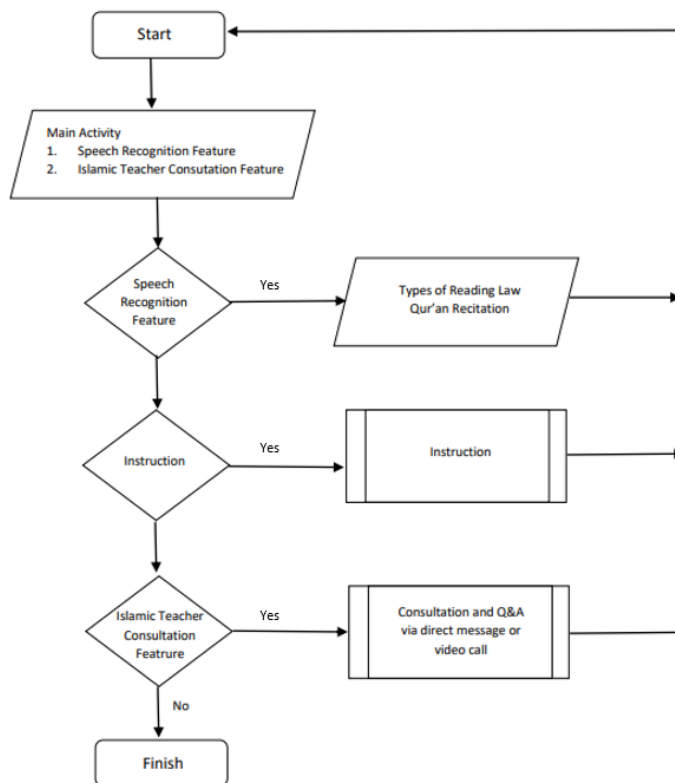 Start
Main Activity
1. Speech Recognition Feature
2. Islamic Teacher Consutation Feature
Speech
Recognition
Feature
Yes
Types of Reading Law
Qur'an Recitation
Instruction
Yes
Instruction
Islamic Teacher
Consultation
Featrure
Yes
Consultation and Q&A
via direct message or
video call
No
Finish